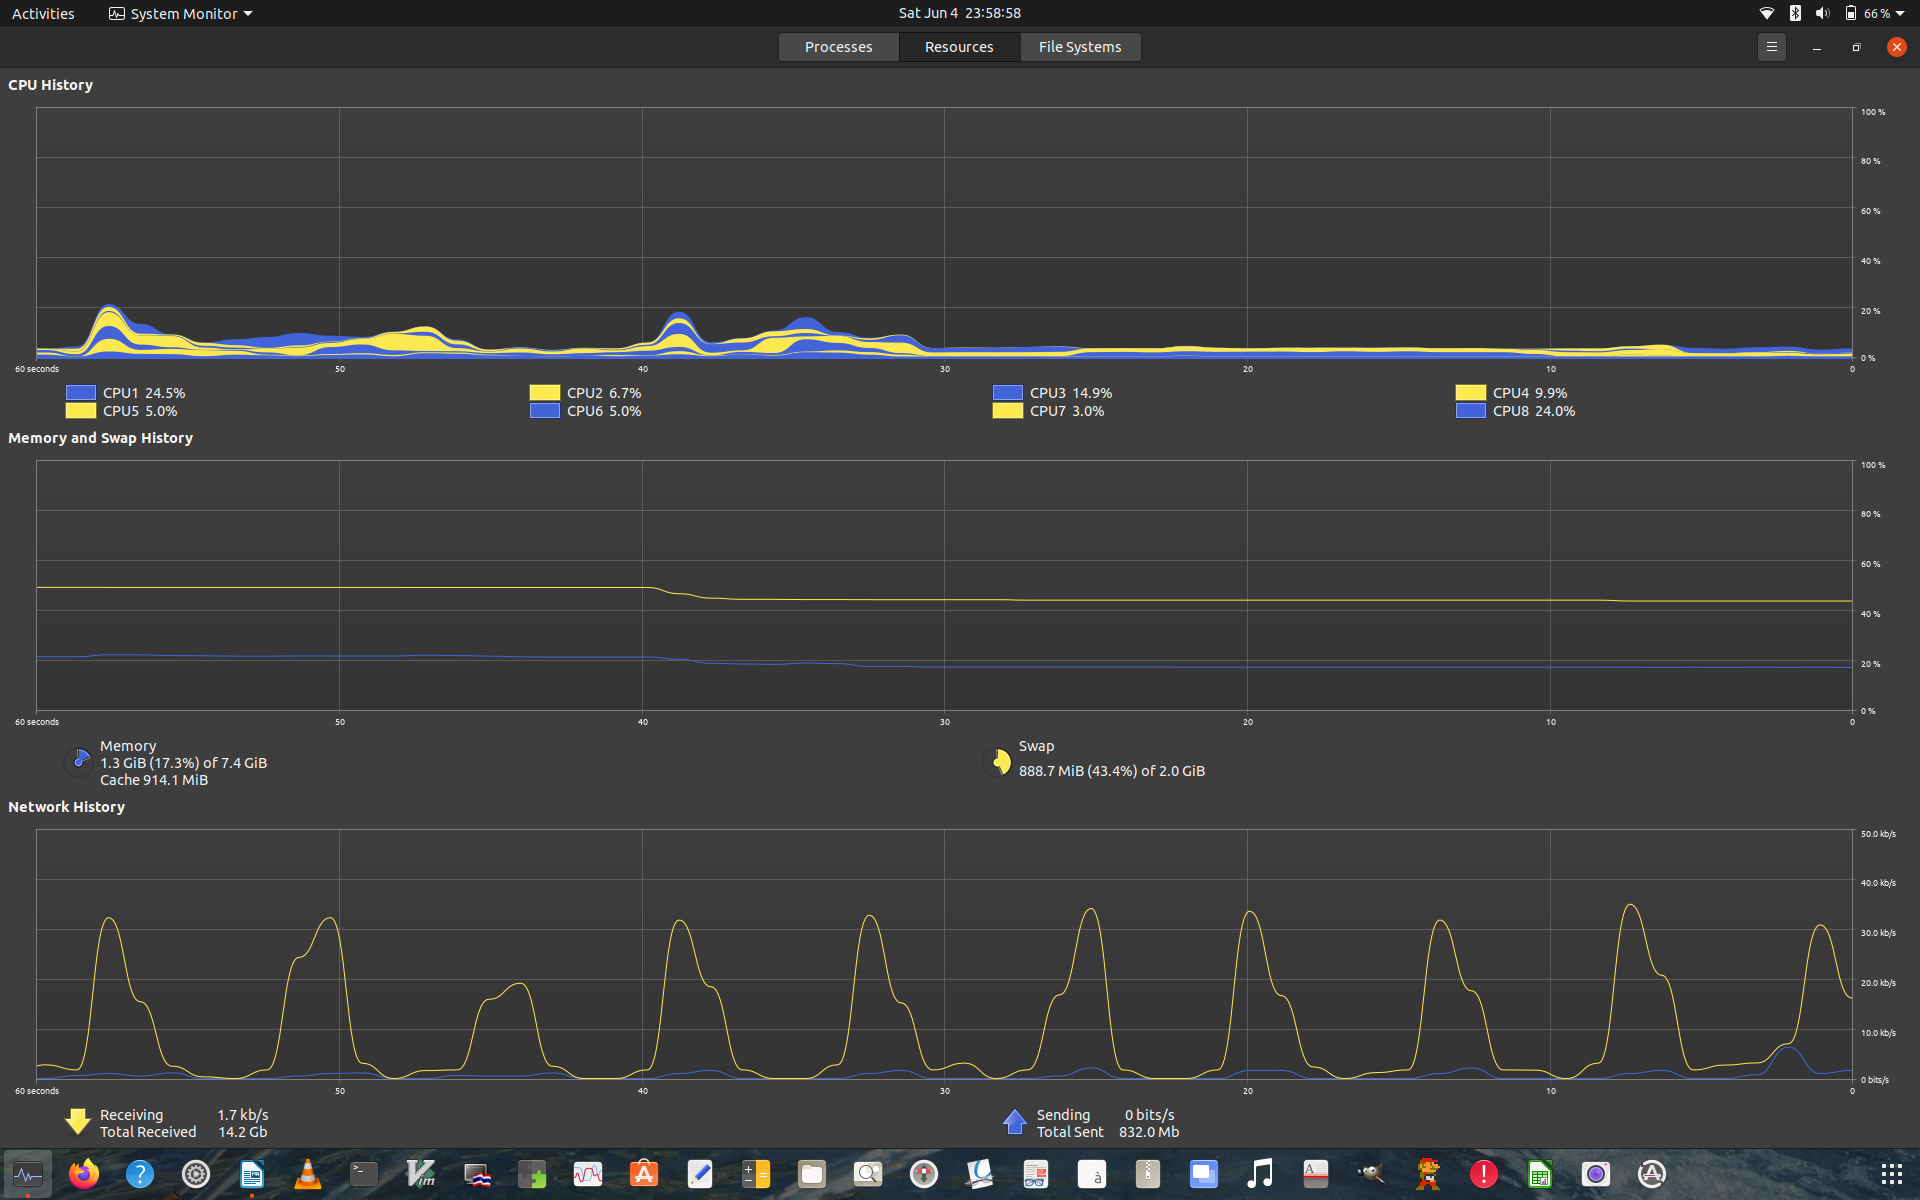 Activities System Monitor Sat Jun 4 23:58:58 66 %
Processes Resources File Systems
CPU History
100 %
80 %
60 %
40 %
20 %
0 %
60 seconds 50 40 30 20 10 0
CPU1 24.5% CPU2 6.7% CPU3 14.9% CPU4 9.9%
CPU5 5.0% CPU6 5.0% CPU7 3.0% CPU8 24.0%
Memory and Swap History
100 %
80 %
60 %
40 %
20 %
0 %
60 seconds 50 40 30 20 10 0
Memory
1.3 GiB (17.3%) of 7.4 GiB
Cache 914.1 MiB
Swap
888.7 MiB (43.4%) of 2.0 GiB
Network History
50.0 kb/s
40.0 kb/s
30.0 kb/s
20.0 kb/s
10.0 kb/s
0 bits/s
60 seconds 50 40 30 20 10 0
Receiving 1.7 kb/s
Total Received 14.2 Gb
Sending 0 bits/s
Total Sent 832.0 Mb